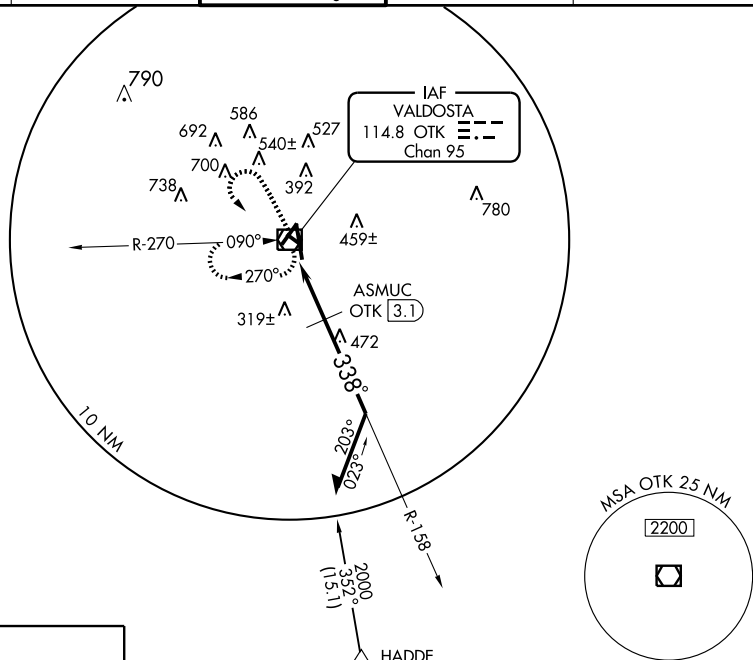 790
IAF
VALDOSTA
114.8 OTK
Chan 95
586
692
540±
527
700
392
738
780
459±
R-270
090°
270°
ASMUC
OTK 3.1
319±
472
338°
10 NM
203°
023°
R-158
MSA OTK 25 NM
2200
2000
352°
(15.1)
HADDE